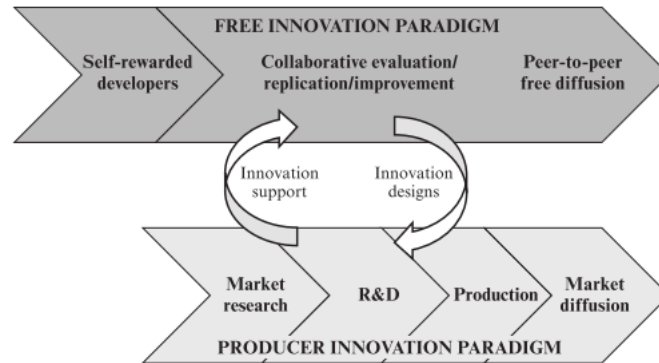 FREE INNOVATION PARADIGM
Self-rewarded
developers
Collaborative evaluation/
replication/improvement
Peer-to-peer
free diffusion
Innovation
support
Innovation
designs
Market
research
R&D
Production
Market
diffusion
PRODUCER INNOVATION PARADIGM